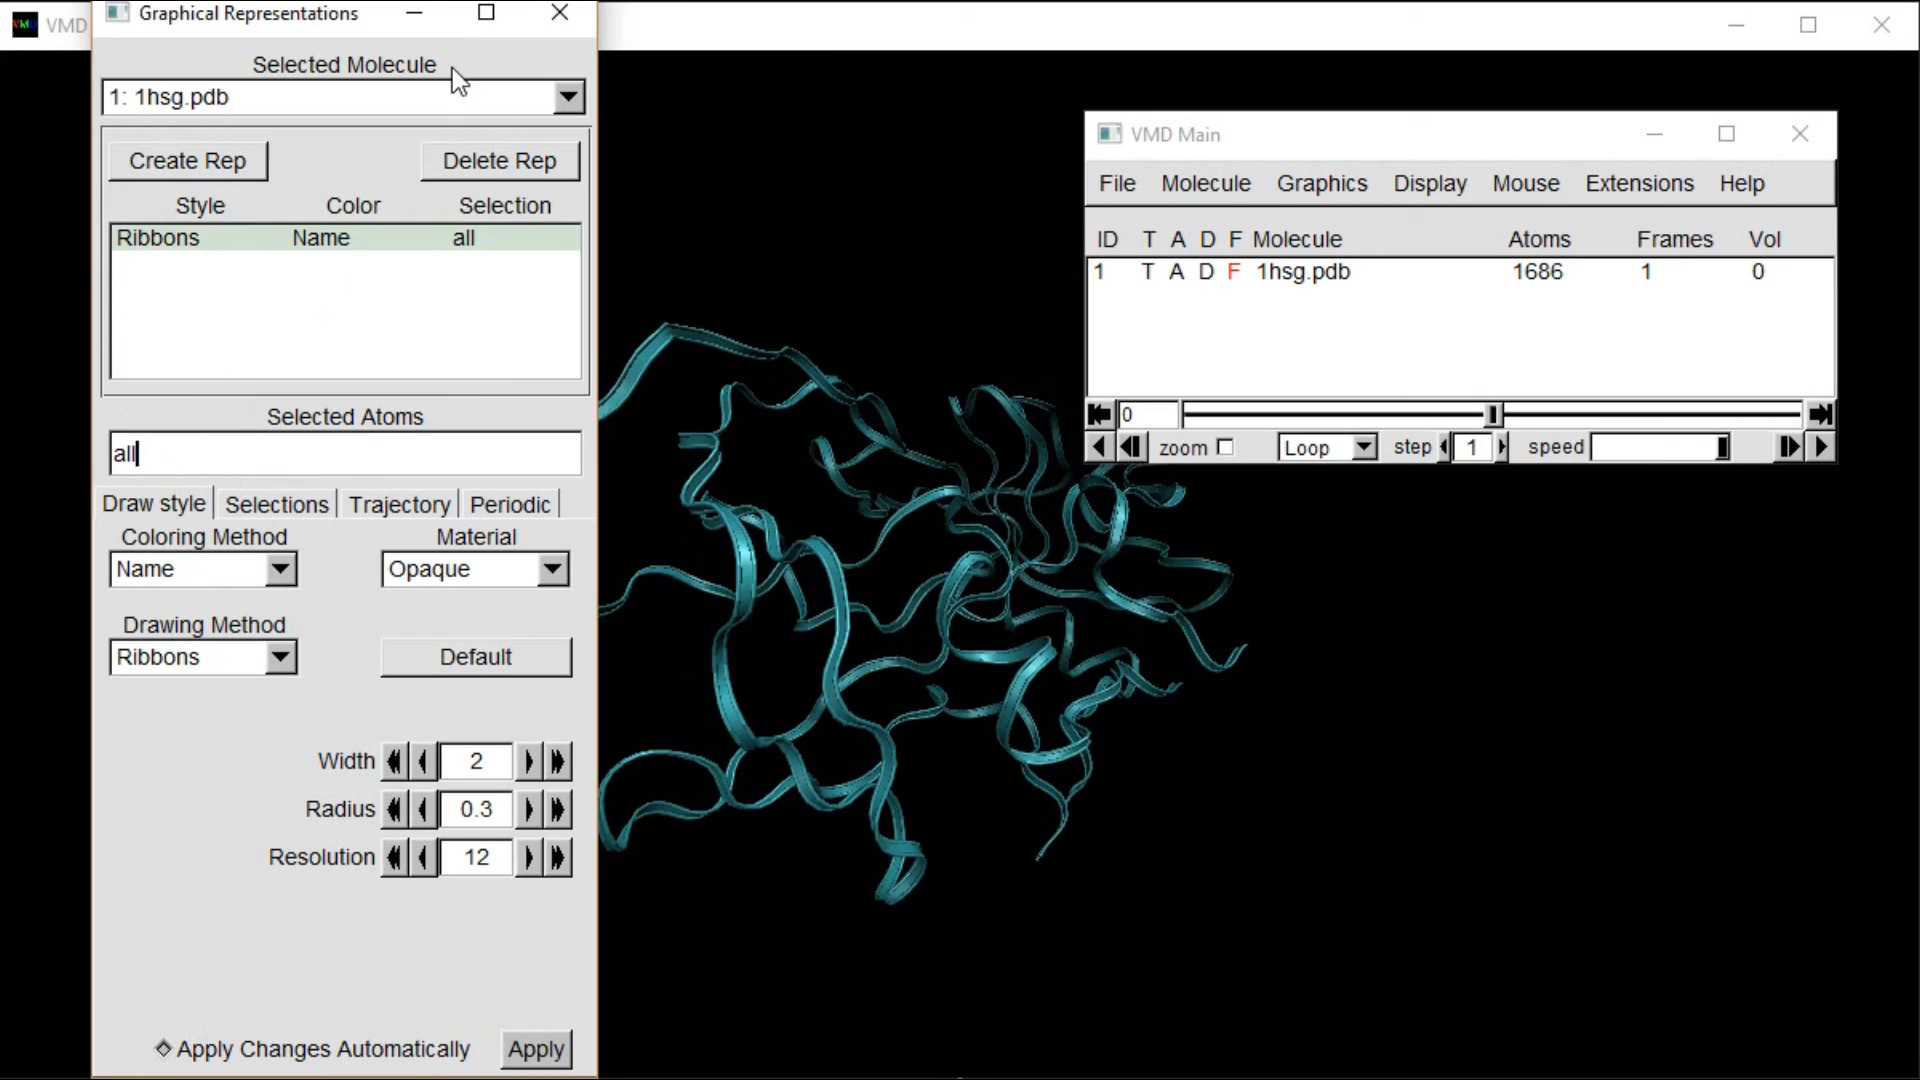 VMD
Graphical Representations
Selected Molecule
1: 1hsg.pdb
Create Rep
Delete Rep
Style Color Selection
Ribbons Name all
Selected Atoms
all
Draw style Selections Trajectory Periodic
Coloring Method Material
Name Opaque
Drawing Method
Ribbons Default
Width 2
Radius 0.3
Resolution 12
Apply Changes Automatically Apply
VMD Main
File Molecule Graphics Display Mouse Extensions Help
ID T A D F Molecule Atoms Frames Vol
1 T A D F 1hsg.pdb 1686 1 0
0
zoom Loop step 1 speed